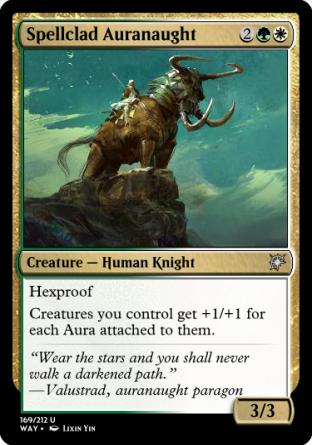 Spellclad Auranaught 2
Creature — Human Knight
Hexproof
Creatures you control get +1/+1 for
each Aura attached to them.
“Wear the stars and you shall never
walk a darkened path.”
—Valustrad, auranaught paragon
3/3
169/212 U
WAY • Lixin Yin